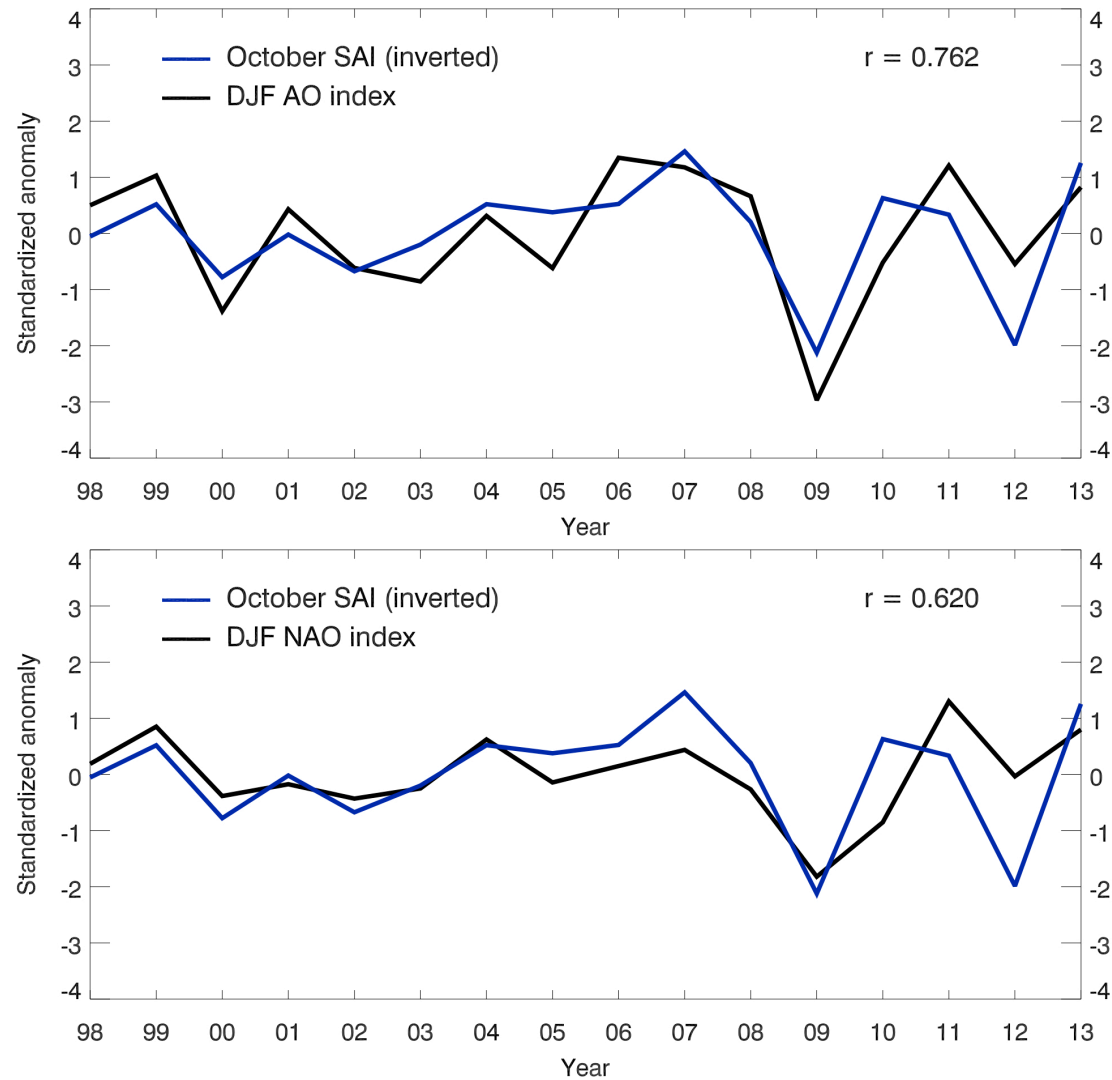 4 4
October SAI (inverted) r = 0.762
3 3
DJF AO index
2 2
Standardized anomaly
1 1
0 0
-1 -1
-2 -2
-3 -3
-4 -4
98 99 00 01 02 03 04 05 06 07 08 09 10 11 12 13
Year
4 4
October SAI (inverted) r = 0.620
3 3
DJF NAO index
2 2
Standardized anomaly
1 1
0 0
-1 -1
-2 -2
-3 -3
-4 -4
98 99 00 01 02 03 04 05 06 07 08 09 10 11 12 13
Year